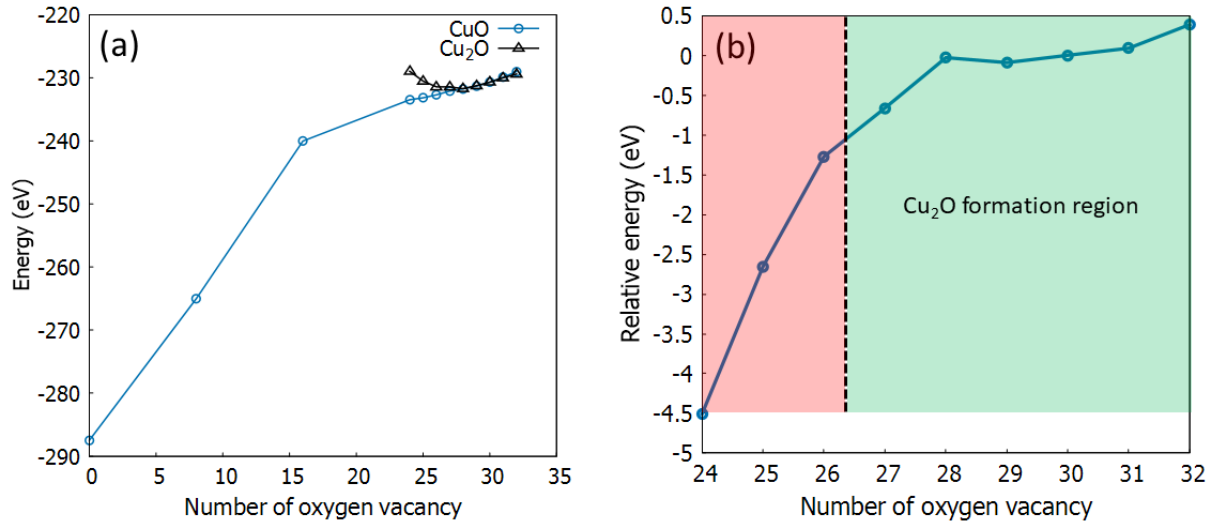 (a)
CuO
Cu₂O
-220
-230
-240
-250
-260
-270
-280
-290
Energy (eV)
0 5 10 15 20 25 30 35
Number of oxygen vacancy
(b)
0.5
0
-0.5
-1
-1.5
-2
-2.5
-3
-3.5
-4
-4.5
-5
Relative energy (eV)
Cu₂O formation region
24 25 26 27 28 29 30 31 32
Number of oxygen vacancy